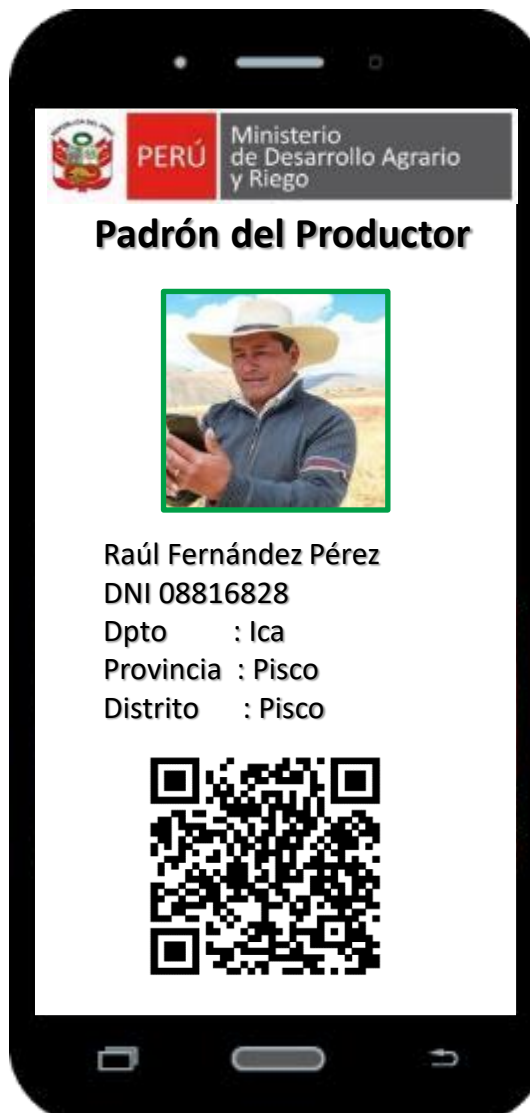 PERÚ
Ministerio
de Desarrollo Agrario
y Riego
Padrón del Productor
Raúl Fernández Pérez
DNI 08816828
Dpto : Ica
Provincia : Pisco
Distrito : Pisco